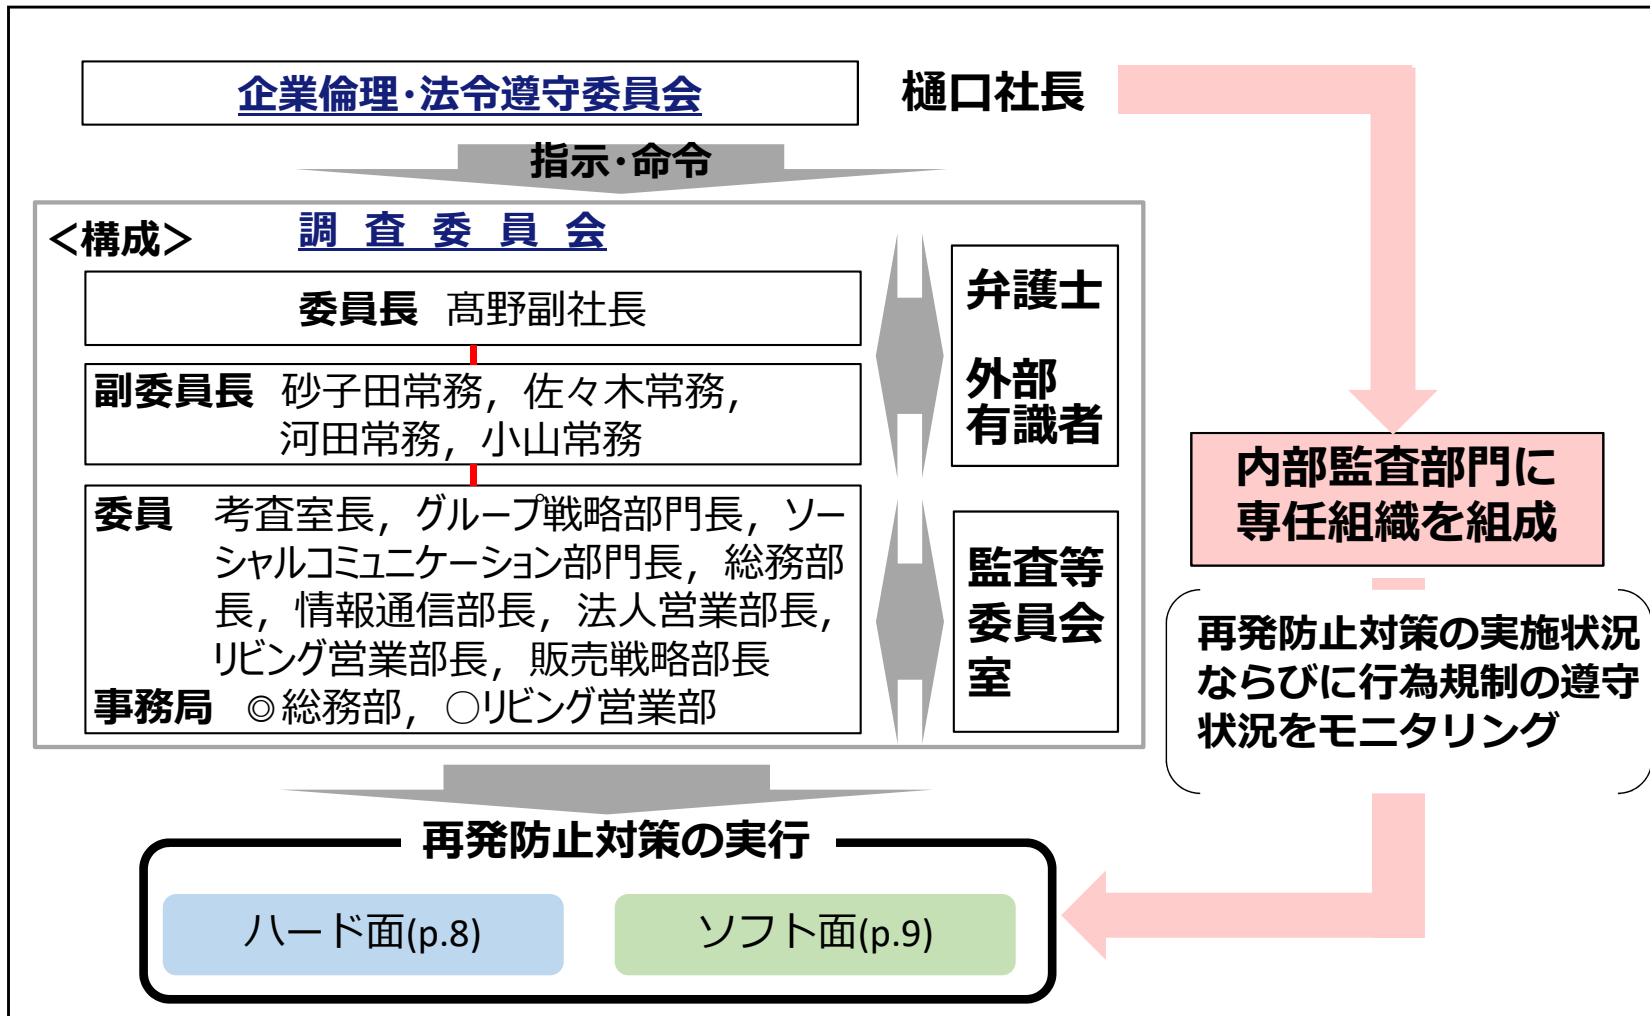 企業倫理・法令遵守委員会
樋口社長
指示・命令
＜構成＞
調査委員会
委員長 髙野副社長
副委員長 砂子田常務，佐々木常務，
河田常務，小山常務
委員 考査室長，グループ戦略部門長，ソー
シャルコミュニケーション部門長，総務部
長，情報通信部長，法人営業部長，
リビング営業部長，販売戦略部長
事務局 ◎総務部，○リビング営業部
弁護士
外部
有識者
監査等
委員会
室
内部監査部門に
専任組織を組成
再発防止対策の実施状況
ならびに行為規制の遵守
状況をモニタリング
再発防止対策の実行
ハード面(p.8)
ソフト面(p.9)